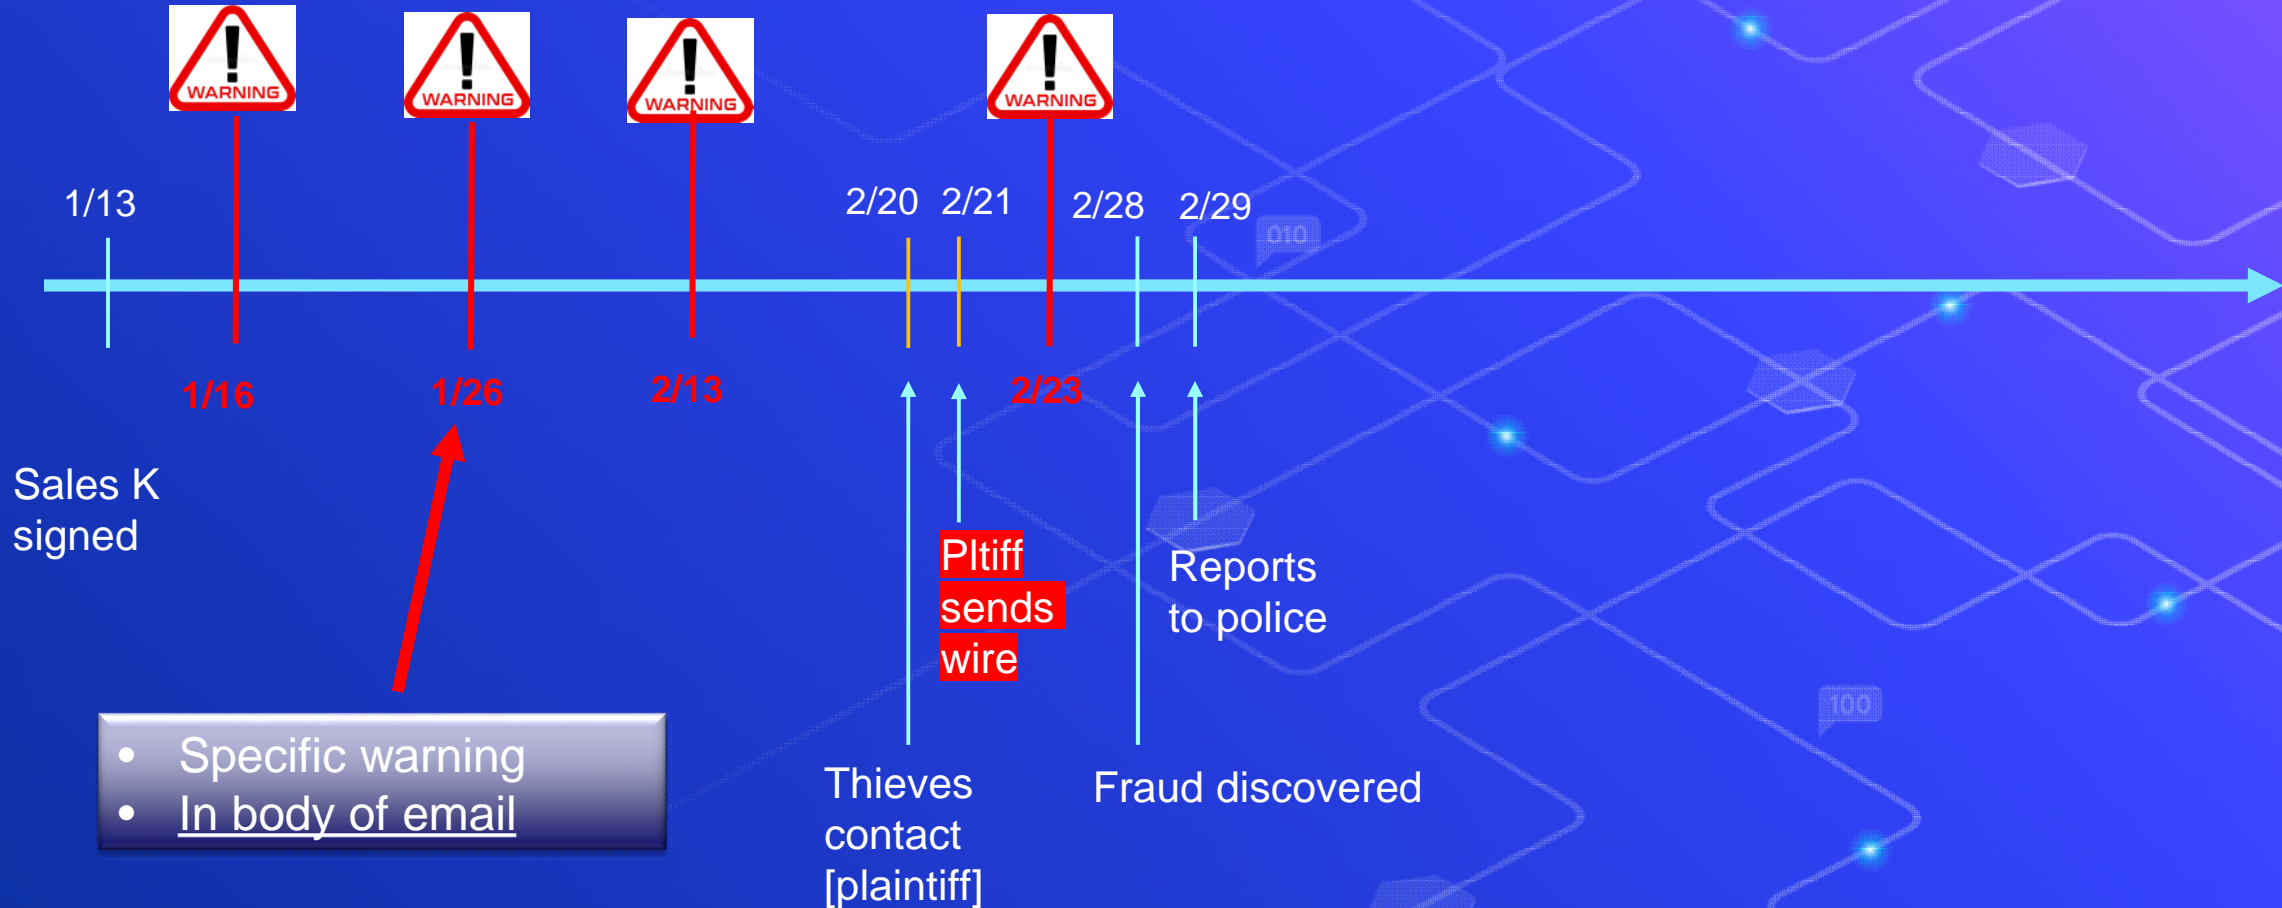 WARNING
WARNING
WARNING
WARNING
1/13
2/20
2/21
2/28
2/29
010
1/16
1/26
2/13
2/23
Sales K
signed
Pltiff
sends
wire
Reports
to police
100
• Specific warning
• In body of email
Thieves
contact
[plaintiff]
Fraud discovered